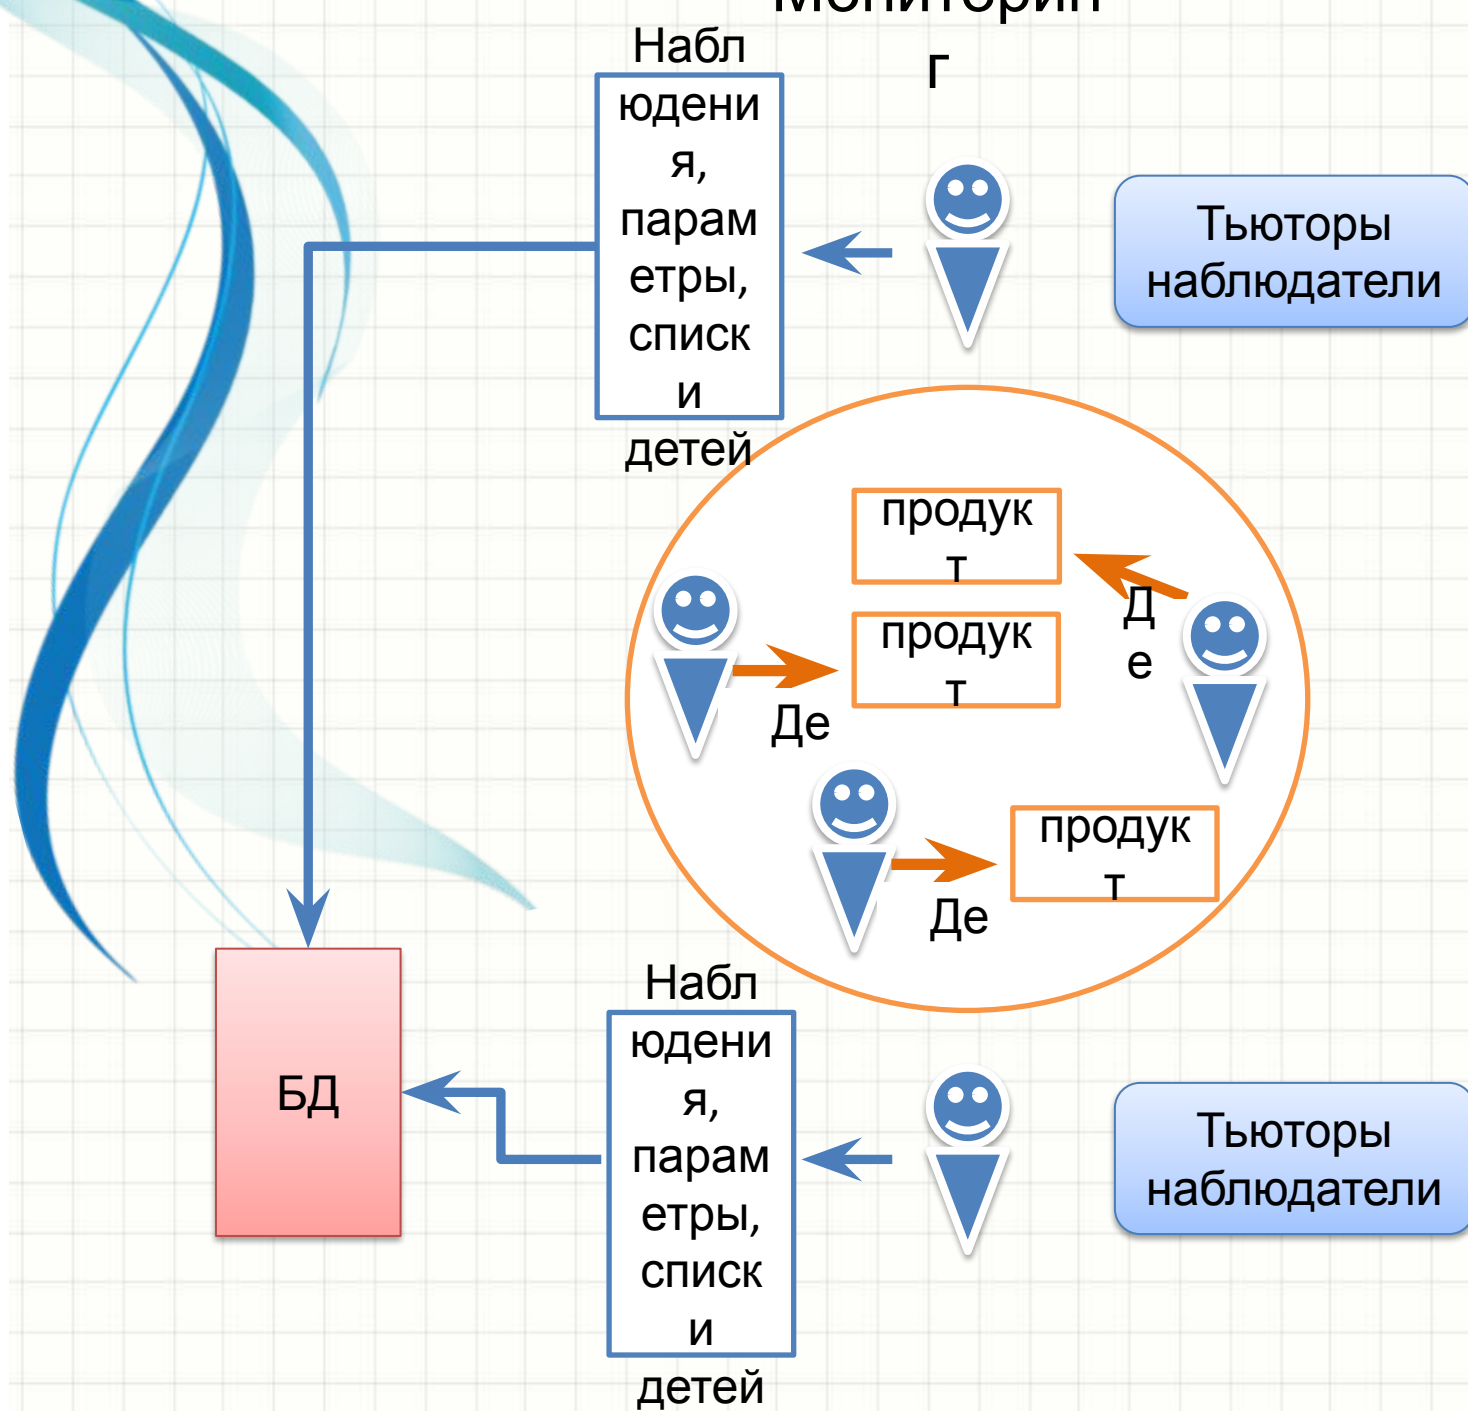 Мониторин
г
Набл
юдени
я,
парам
етры,
списк
и
детей
Тьюторы
наблюдатели
продук
т
Д
е
продук
т
Де
продук
т
Де
БД
Набл
юдени
я,
парам
етры,
списк
и
детей
Тьюторы
наблюдатели